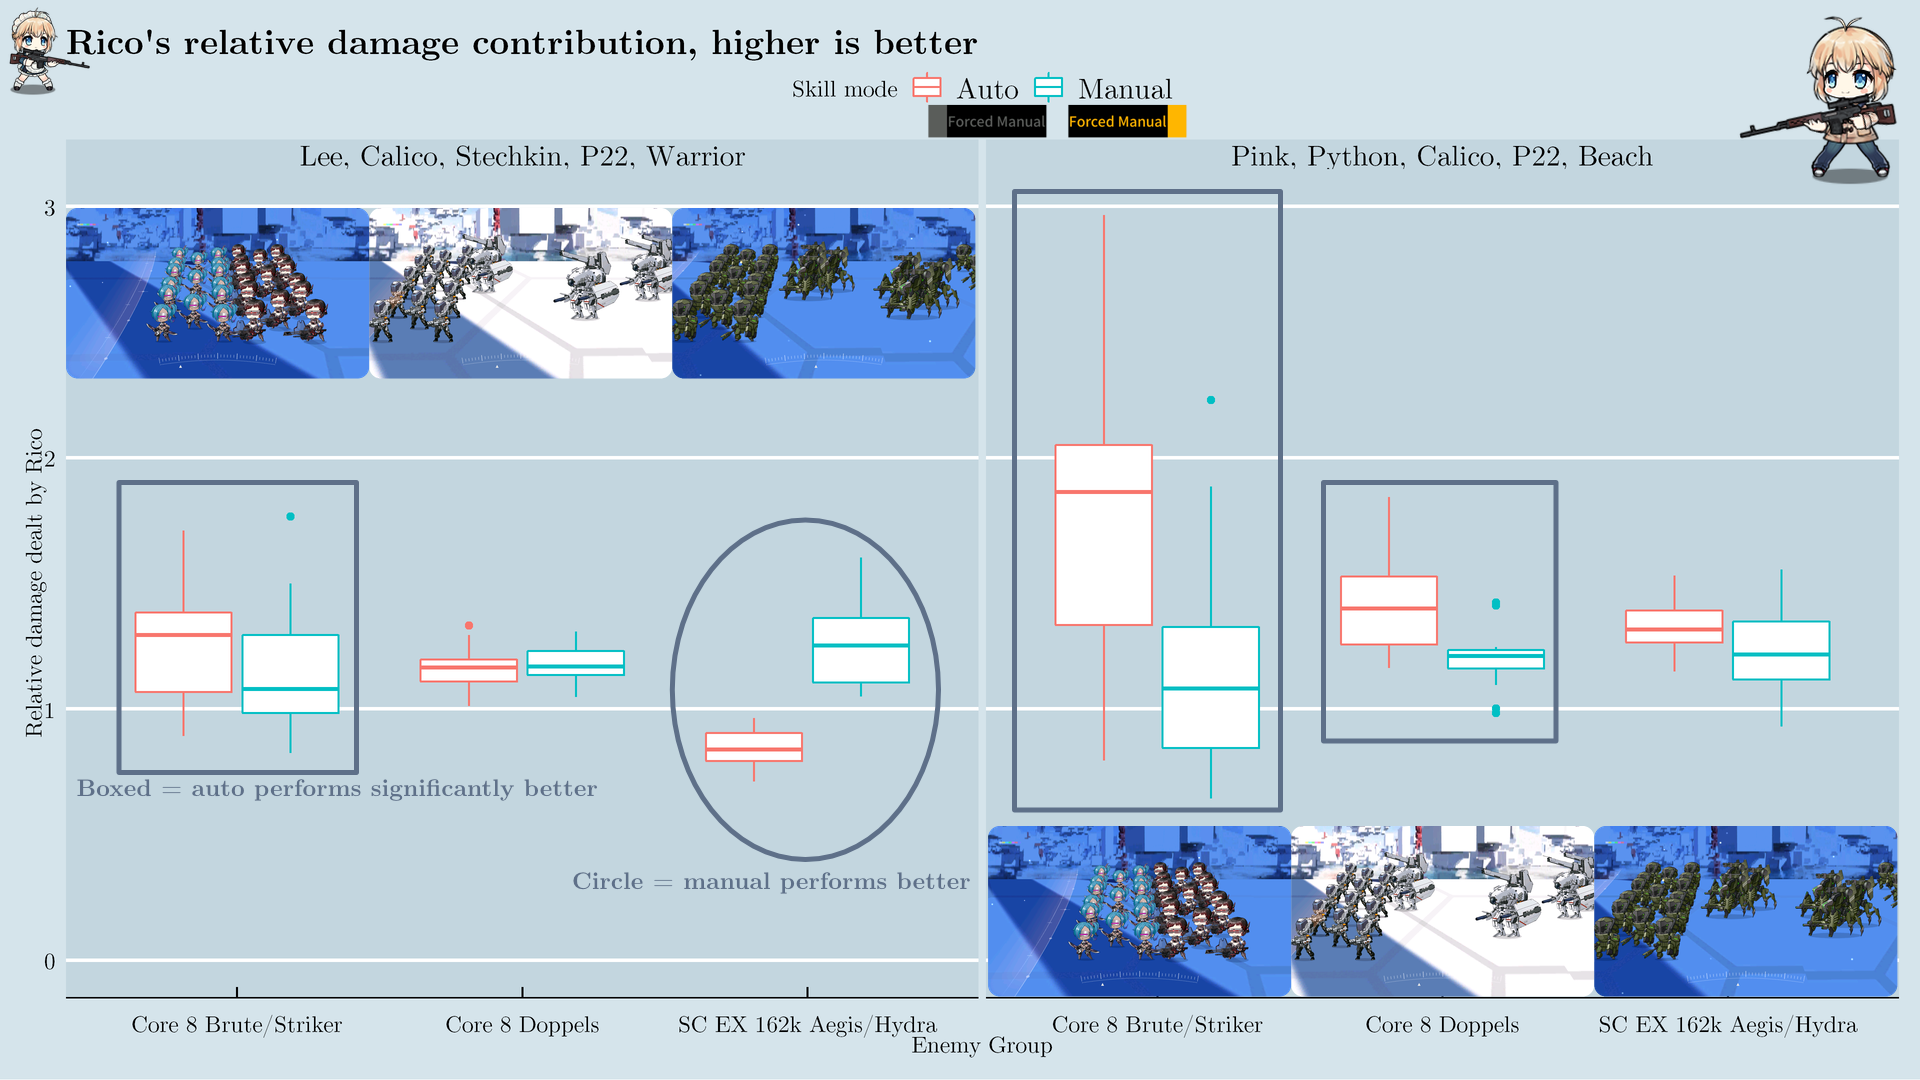 Rico's relative damage contribution, higher is better
Skill mode Auto Manual
Forced Manual Forced Manual
Lee, Calico, Stechkin, P22, Warrior
Pink, Python, Calico, P22, Beach
Relative damage dealt by Rico
3
2
1
0
Boxed = auto performs significantly better
Circle = manual performs better
Core 8 Brute/Striker Core 8 Doppels SC EX 162k Aegis/Hydra
Core 8 Brute/Striker Core 8 Doppels SC EX 162k Aegis/Hydra
Enemy Group